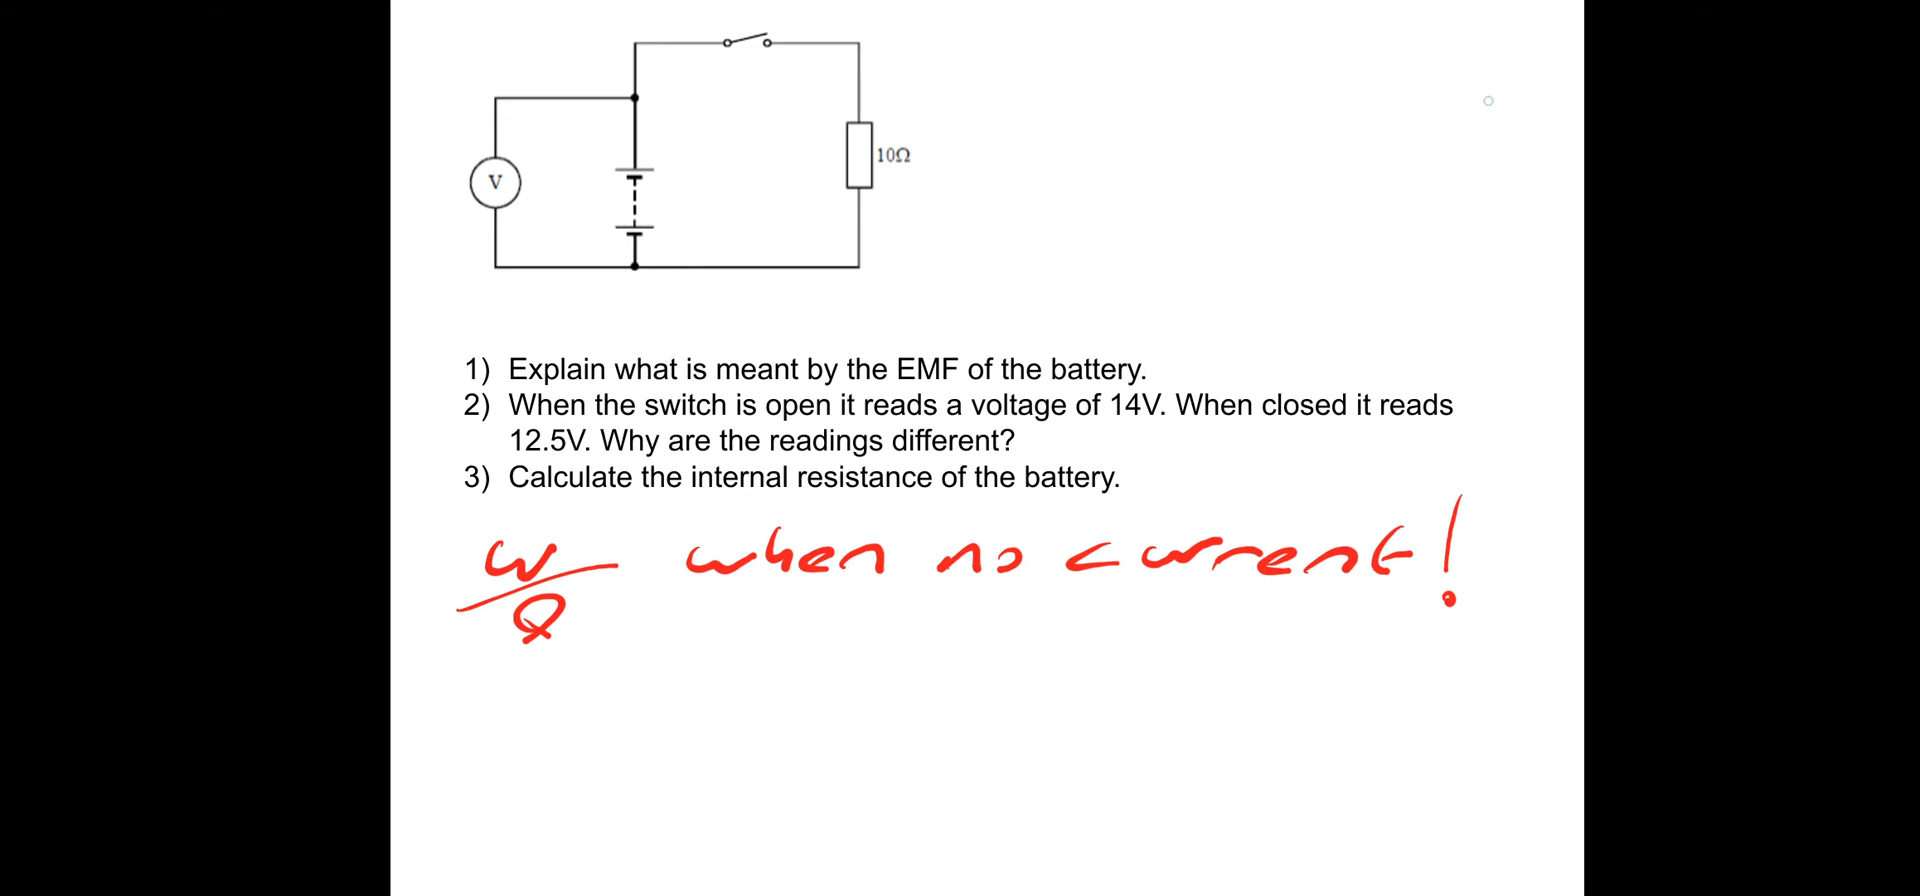 V
10Ω
1) Explain what is meant by the EMF of the battery.
2) When the switch is open it reads a voltage of 14V. When closed it reads
12.5V. Why are the readings different?
3) Calculate the internal resistance of the battery.
W when no current!
Q